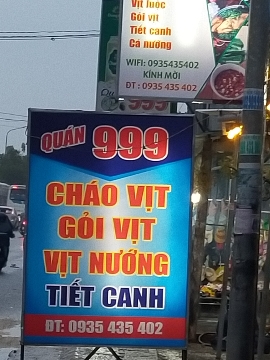 Vịt luộc
Gỏi vịt
Tiết canh
Cá nướng
WIFI: 0935435402
KÍNH MỜI
ĐT : 0935 435 402
999
QUÁN 999
CHÁO VỊT
GỎI VỊT
VỊT NƯỚNG
TIẾT CANH
ĐT: 0935 435 402